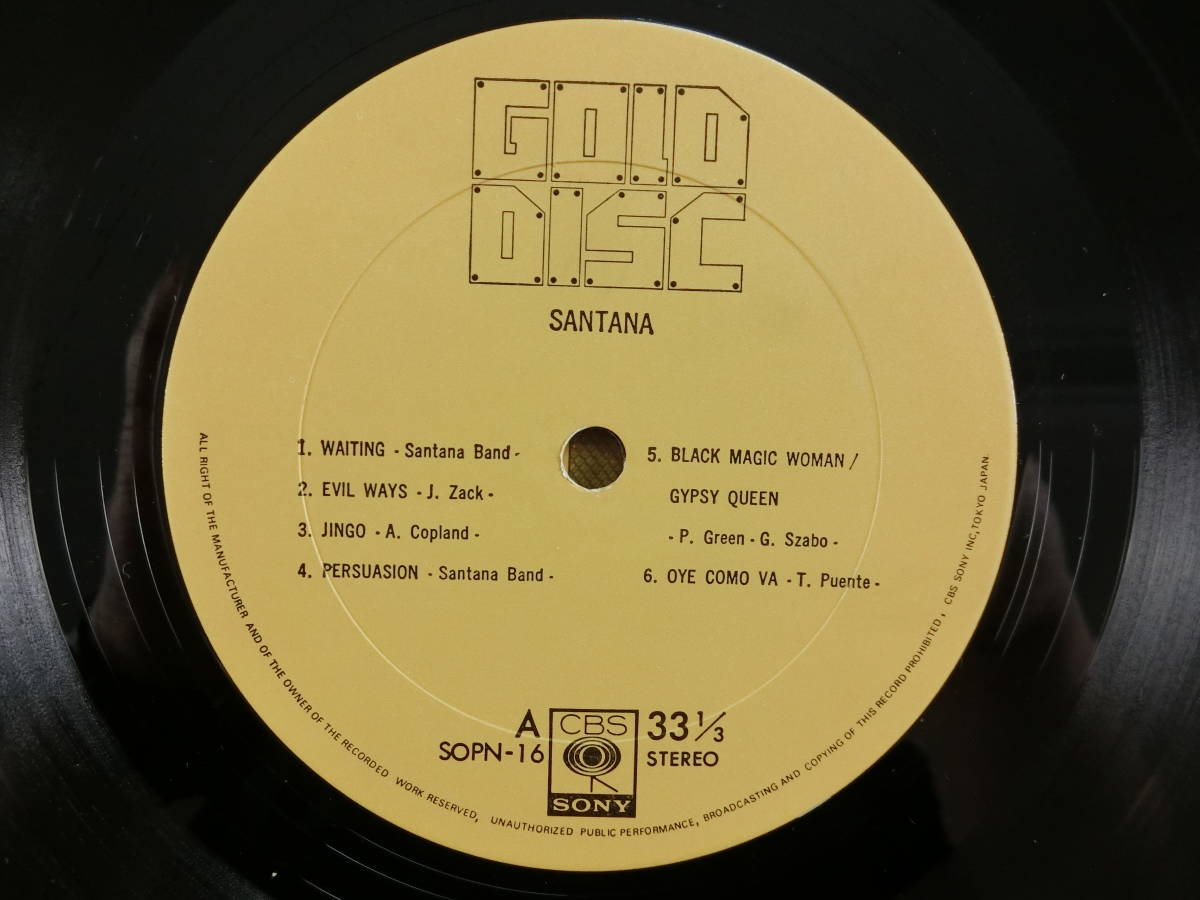 GOLD
DISC
SANTANA
1. WAITING - Santana Band -
2. EVIL WAYS - J. Zack -
3. JINGO - A. Copland -
4. PERSUASION - Santana Band -
5. BLACK MAGIC WOMAN /
GYPSY QUEEN
- P. Green - G. Szabo -
6. OYE COMO VA - T. Puente -
A
SOPN-16
CBS
SONY
33 1/3
STEREO
ALL RIGHT OF THE MANUFACTURER AND OF THE OWNER OF THE RECORDED WORK RESERVED, UNAUTHORIZED PUBLIC PERFORMANCE, BROADCASTING AND COPYING OF THIS RECORD PROHIBITED, CBS SONY INC, TOKYO JAPAN.